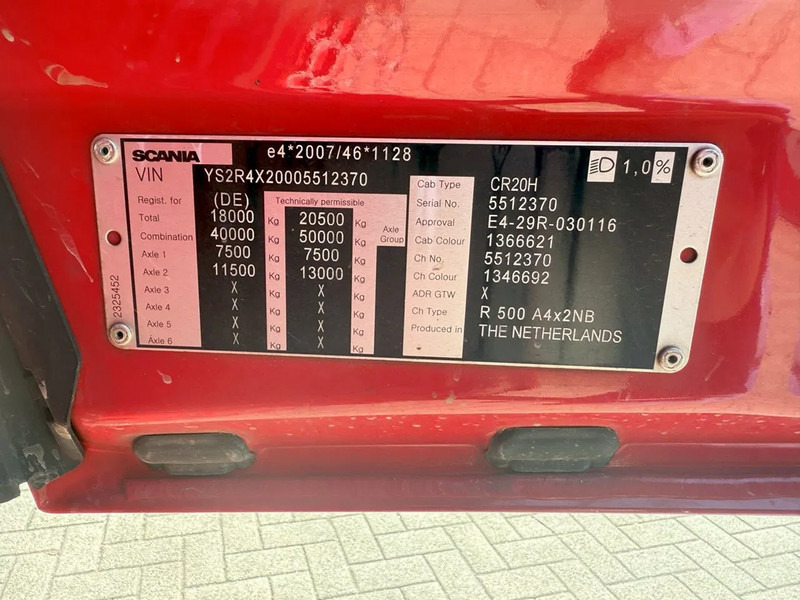 SCANIA e4*2007/46*1128
VIN YS2R4X20005512370 1,0%
Regist. for (DE) Technically permissible
Total 18000 Kg 20500 Kg
Combination 40000 Kg 50000 Kg Axle Group
Axle 1 7500 Kg 7500 Kg
Axle 2 11500 Kg 13000 Kg
Axle 3 X Kg X Kg
Axle 4 X Kg X Kg
Axle 5 X Kg X Kg
Axle 6 X Kg X Kg
Cab Type CR20H
Serial No. 5512370
Approval E4-29R-030116
Cab Colour 1366621
Ch No. 5512370
Ch Colour 1346692
ADR GTW X
Ch Type R 500 A4x2NB
Produced in THE NETHERLANDS
2325452